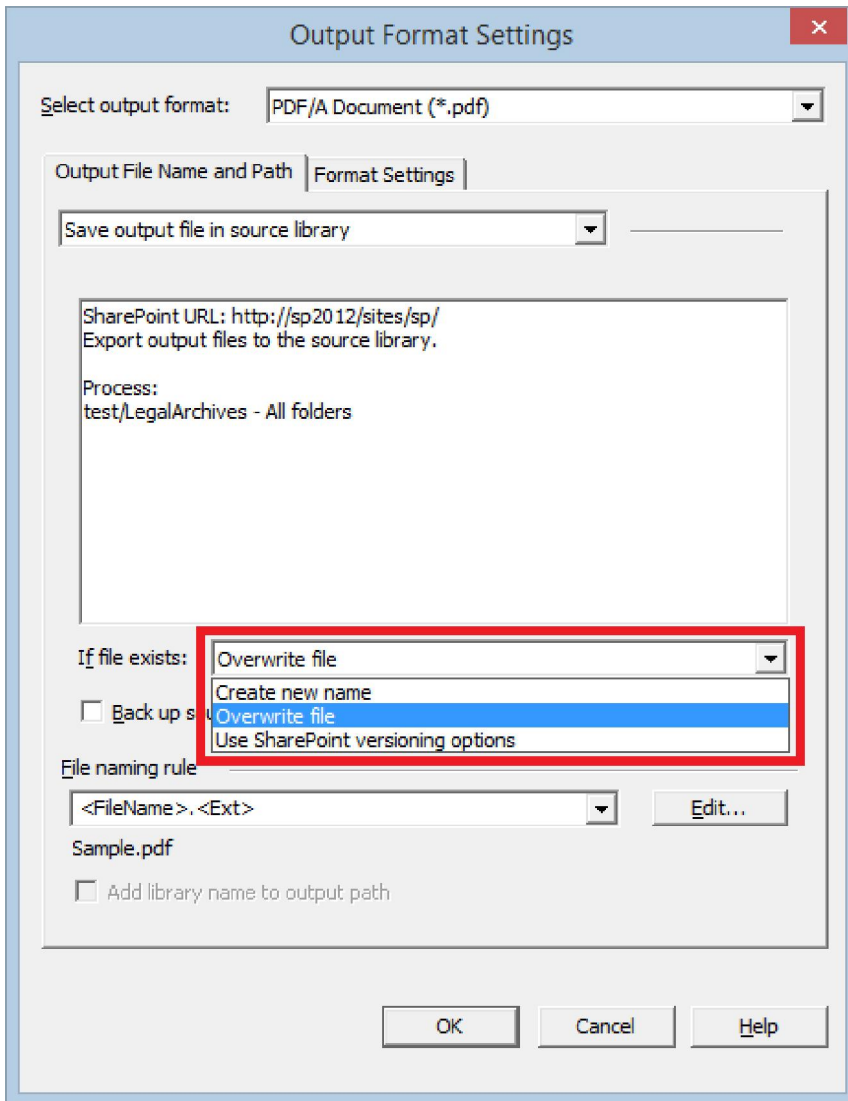 Output Format Settings
Select output format: PDF/A Document (*.pdf)
Output File Name and Path Format Settings
Save output file in source library
SharePoint URL: http://sp2012/sites/sp/
Export output files to the source library.
Process:
test/LegalArchives - All folders
If file exists: Overwrite file
Create new name
Back up Overwrite file
Use SharePoint versioning options
File naming rule
<FileName>.<Ext> Edit...
Sample.pdf
Add library name to output path
OK Cancel Help